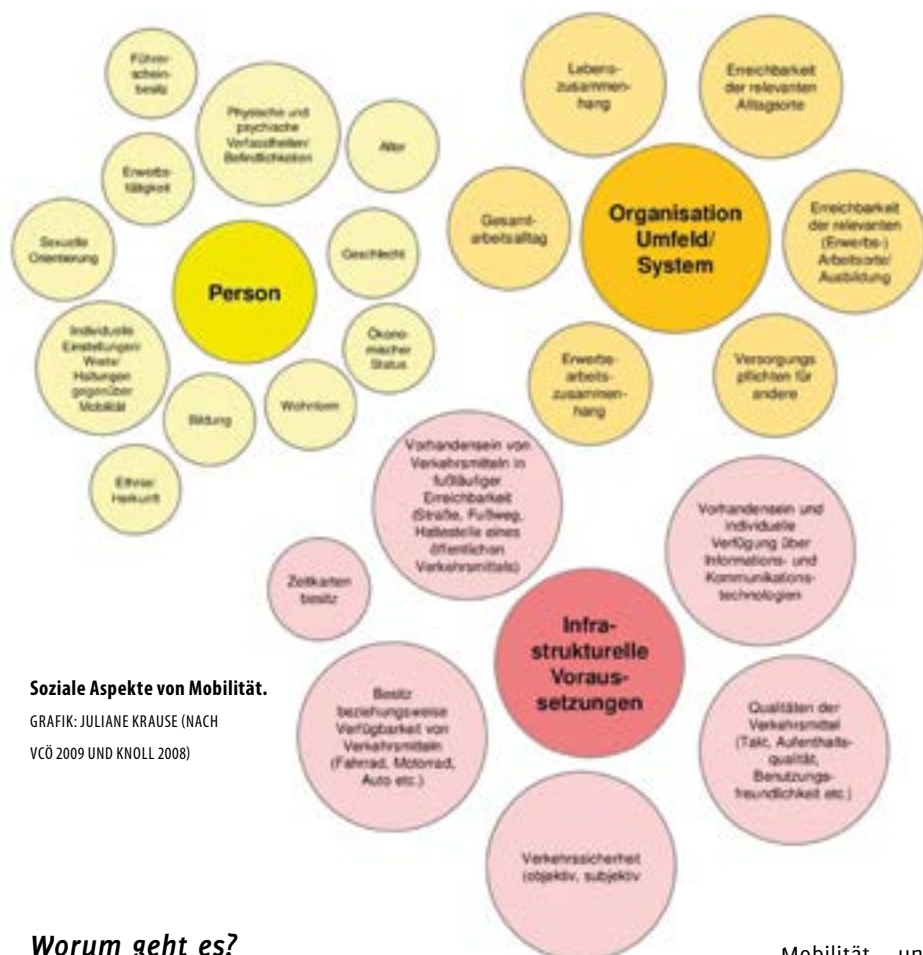 Führer-
schein-
besitz
Physische und
psychische
Verfasstheiten/
Befindlichkeiten
Alter
Erwerbs-
tätigkeit
Sexuelle
Orientierung
Person
Geschlecht
Individuelle
Einstellungen/
Werte/
Haltungen
gegenüber
Mobilität
Ökono-
mischer
Status
Bildung
Wohnform
Ethnie/
Herkunft
Lebens-
zusammen-
hang
Erreichbarkeit
der relevanten
Alltagsorte
Gesamt-
arbeitsalltag
Organisation
Umfeld/
System
Erreichbarkeit
der relevanten
(Erwerbs-)
Arbeitsorte/
Ausbildung
Erwerbs-
arbeits-
zusammen-
hang
Versorgungs
pflichten für
andere
Vorhandensein von
Verkehrsmitteln in
fußläufiger
Erreichbarkeit
(Straße, Fußweg,
Haltestelle eines
öffentlichen
Verkehrsmittels)
Vorhandensein und
individuelle
Verfügung über
Informations- und
Kommunikations-
technologien
Zeitkarten
besitz
Infra-
strukturelle
Voraus-
setzungen
Besitz
beziehungsweise
Verfügbarkeit von
Verkehrsmitteln
(Fahrrad, Motorrad,
Auto etc.)
Qualitäten der
Verkehrsmittel
(Takt, Aufenthalts-
qualität,
Benutzungs-
freundlichkeit etc.)
Verkehrssicherheit
(objektiv, subjektiv
Soziale Aspekte von Mobilität.
GRAFIK: JULIANE KRAUSE (NACH
VCÖ 2009 UND KNOLL 2008)
Worum geht es?
Mobilität un